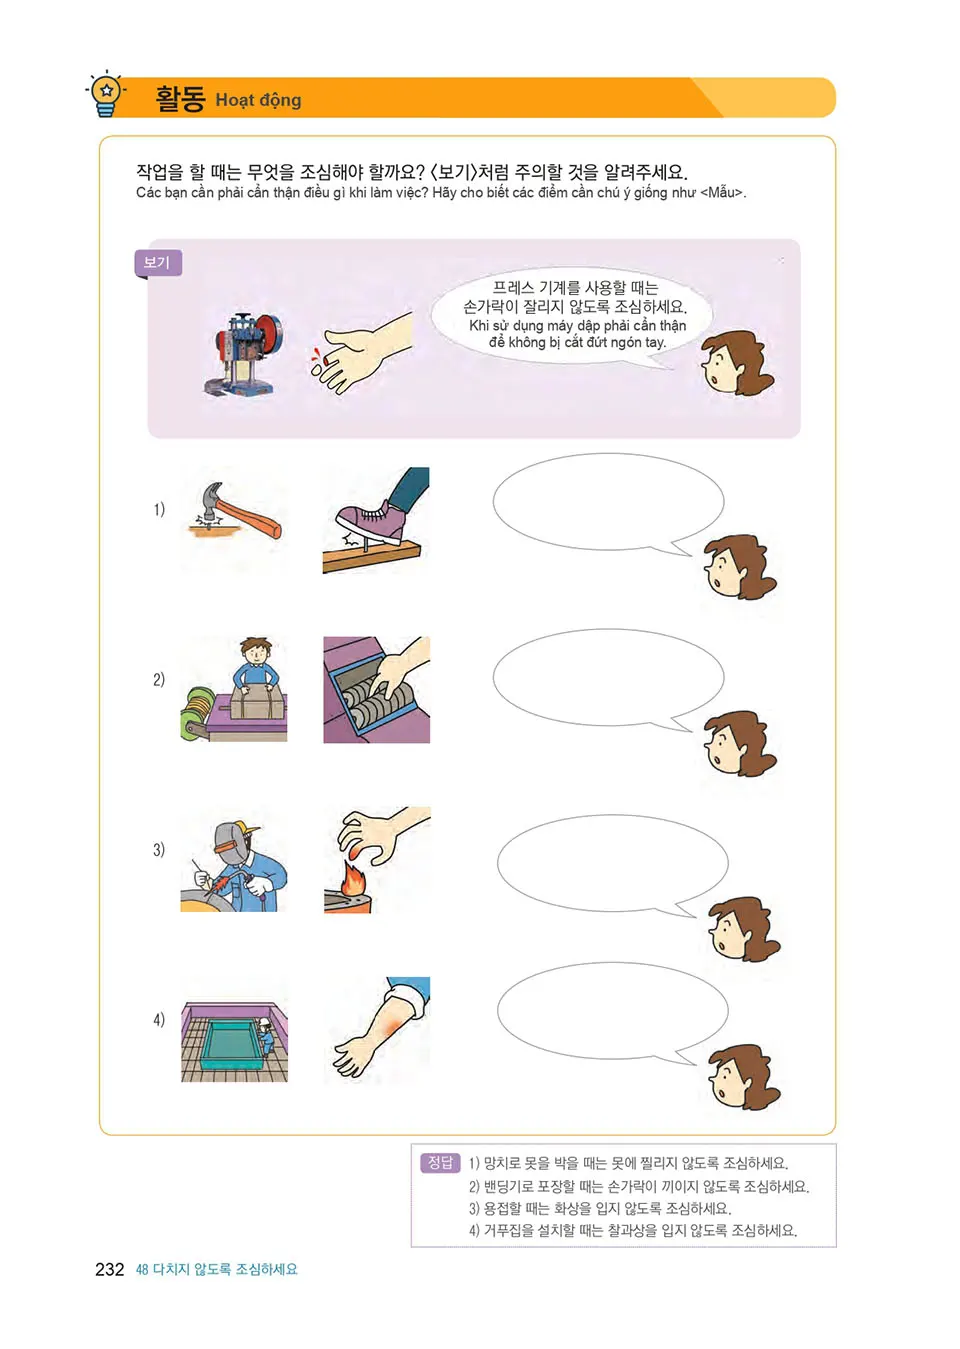 활동 Hoạt động
작업을 할 때는 무엇을 조심해야 할까요? <보기>처럼 주의할 것을 알려주세요.
Các bạn cần phải cẩn thận điều gì khi làm việc? Hãy cho biết các điểm cần chú ý giống như <Mẫu>.
보기
프레스 기계를 사용할 때는
손가락이 잘리지 않도록 조심하세요.
Khi sử dụng máy dập phải cẩn thận
để không bị cắt đứt ngón tay.
1)
2)
3)
4)
정답 1) 망치로 못을 박을 때는 못에 찔리지 않도록 조심하세요.
2) 밴딩기로 포장할 때는 손가락이 끼이지 않도록 조심하세요.
3) 용접할 때는 화상을 입지 않도록 조심하세요.
4) 거푸집을 설치할 때는 찰과상을 입지 않도록 조심하세요.
232 48 다치지 않도록 조심하세요